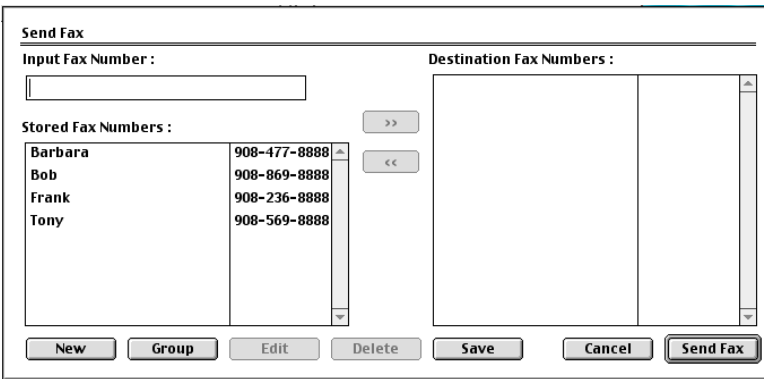 Send Fax
Input Fax Number :
Destination Fax Numbers :
>>
Stored Fax Numbers :
<<
Barbara 908-477-8888
Bob 908-869-8888
Frank 908-236-8888
Tony 908-569-8888
New Group Edit Delete Save Cancel Send Fax